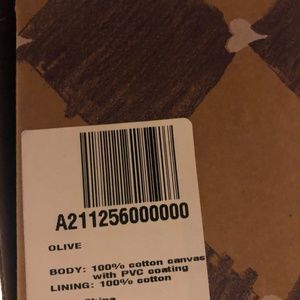 A211256000000
OLIVE
BODY: 100% cotton canvas
with PVC coating
LINING: 100% cotton